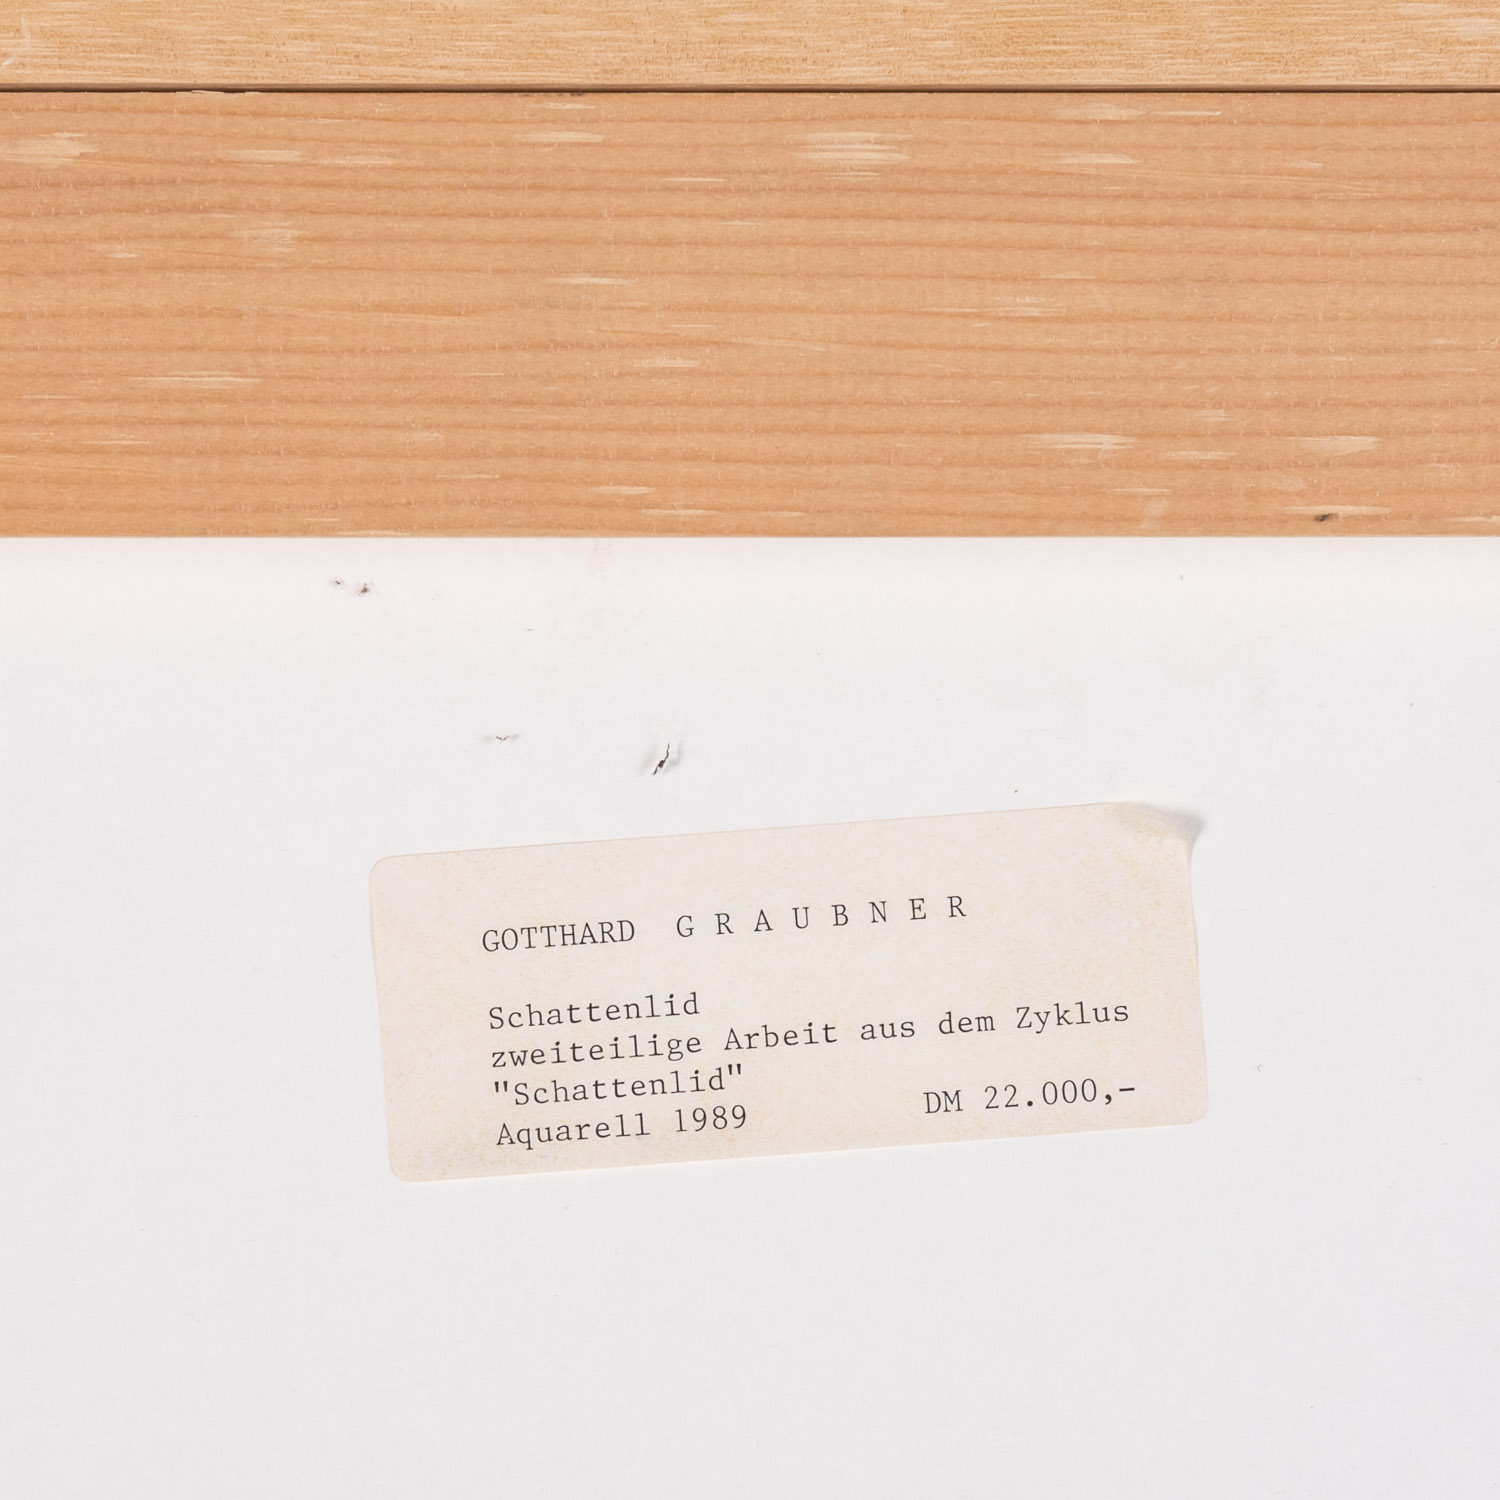 GOTTHARD G R A U B N E R
Schattenlid
zweiteilige Arbeit aus dem Zyklus
"Schattenlid"
Aquarell 1989 DM 22.000,-